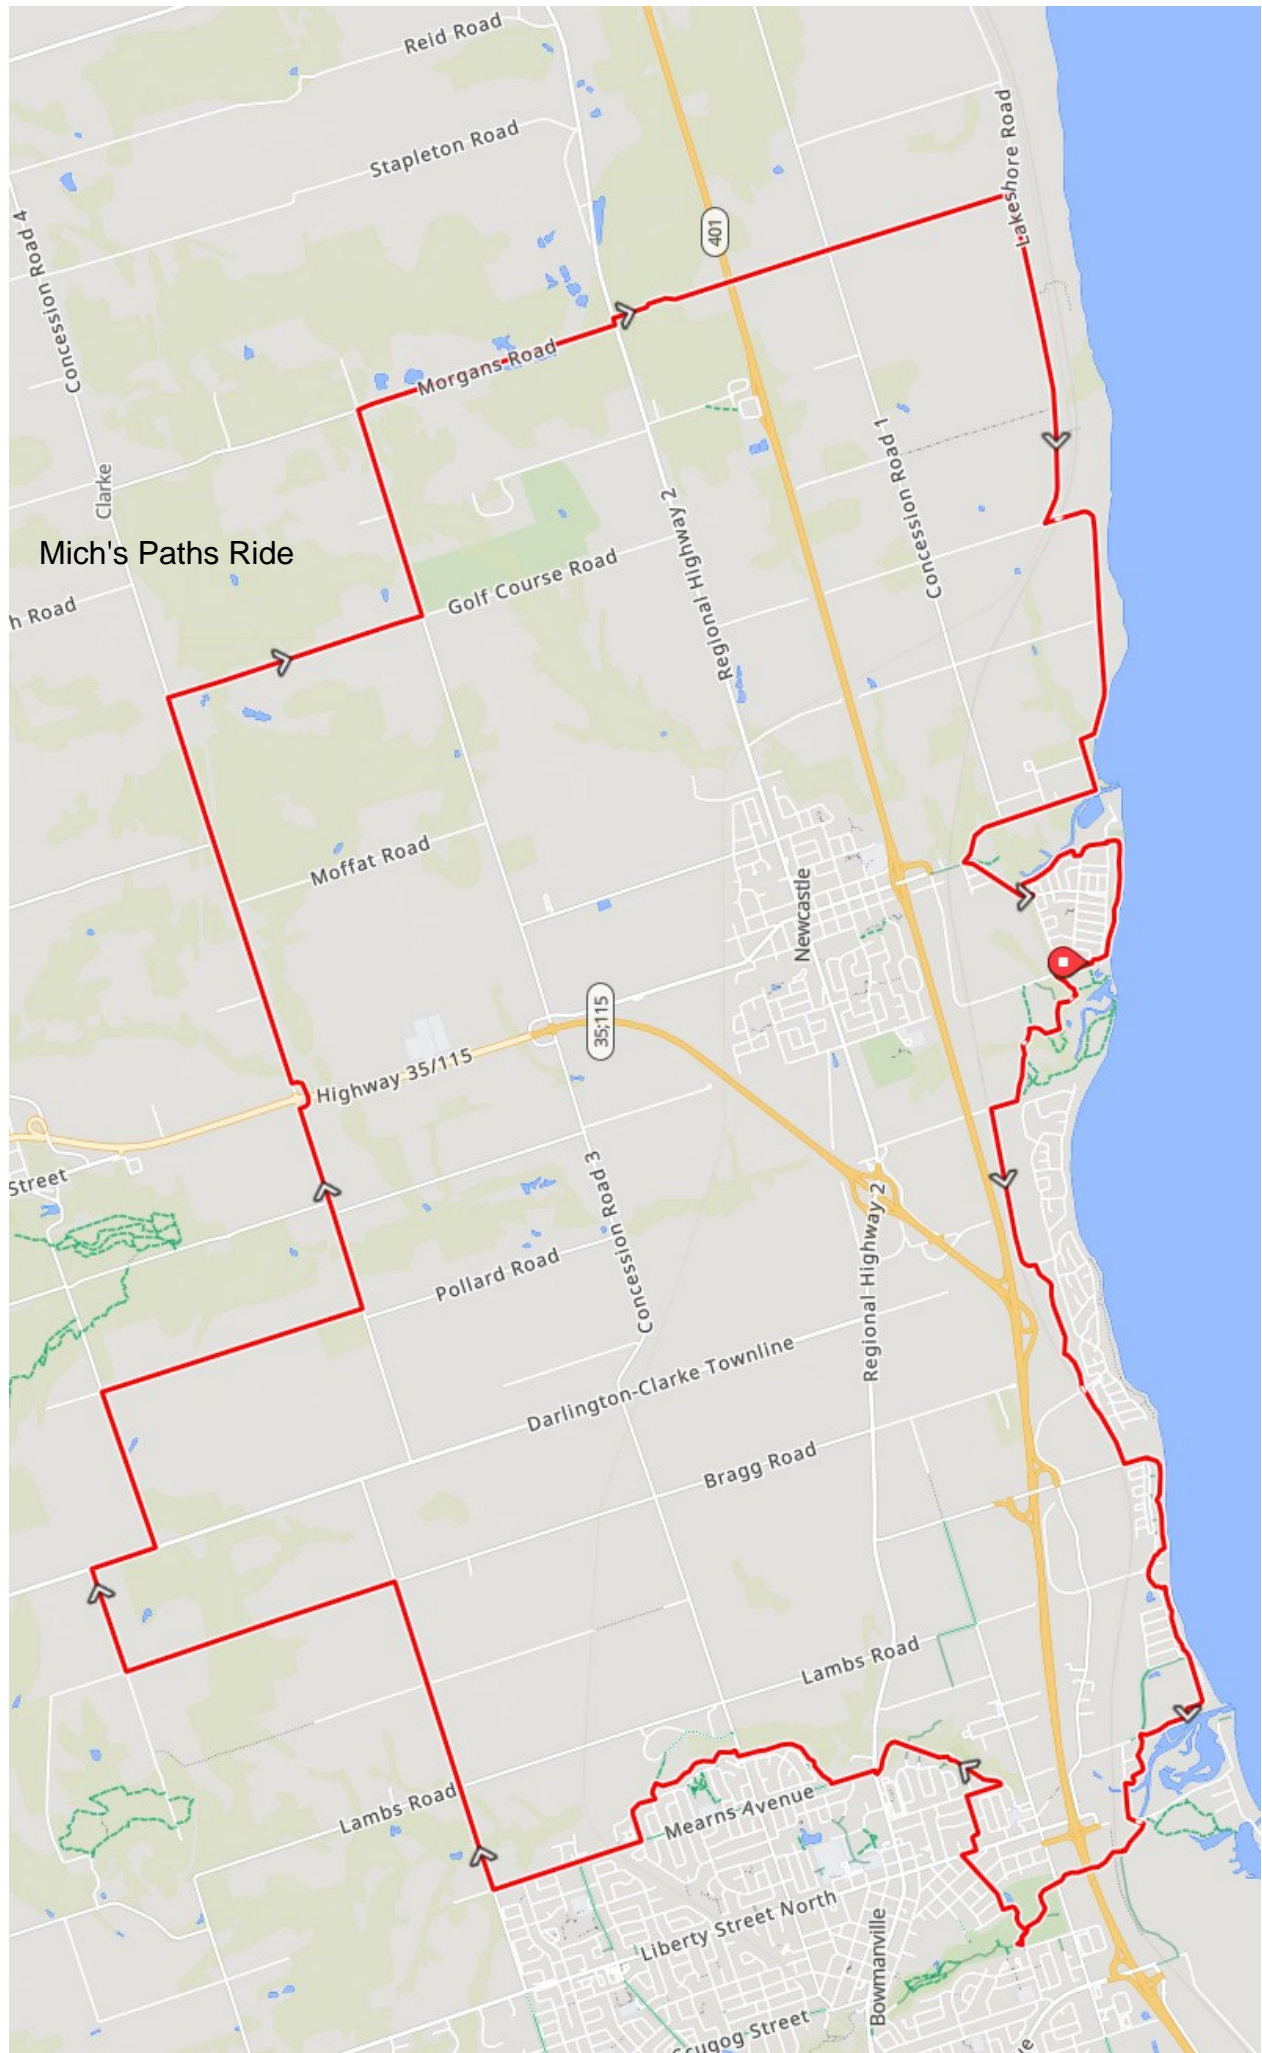 Reid Road
Stapleton Road
Lakeshore Road
Concession Road 4
401
Morgans Road
Concession Road 1
Clarke
Regional Highway 2
Mich's Paths Ride
Golf Course Road
h Road
Moffat Road
Newcastle
35;115
Highway 35/115
Street
Concession Road 3
Regional Highway 2
Pollard Road
Darlington-Clarke Townline
Bragg Road
Lambs Road
Lambs Road
Mearns Avenue
Liberty Street North
Bowmanville
Scugog Street